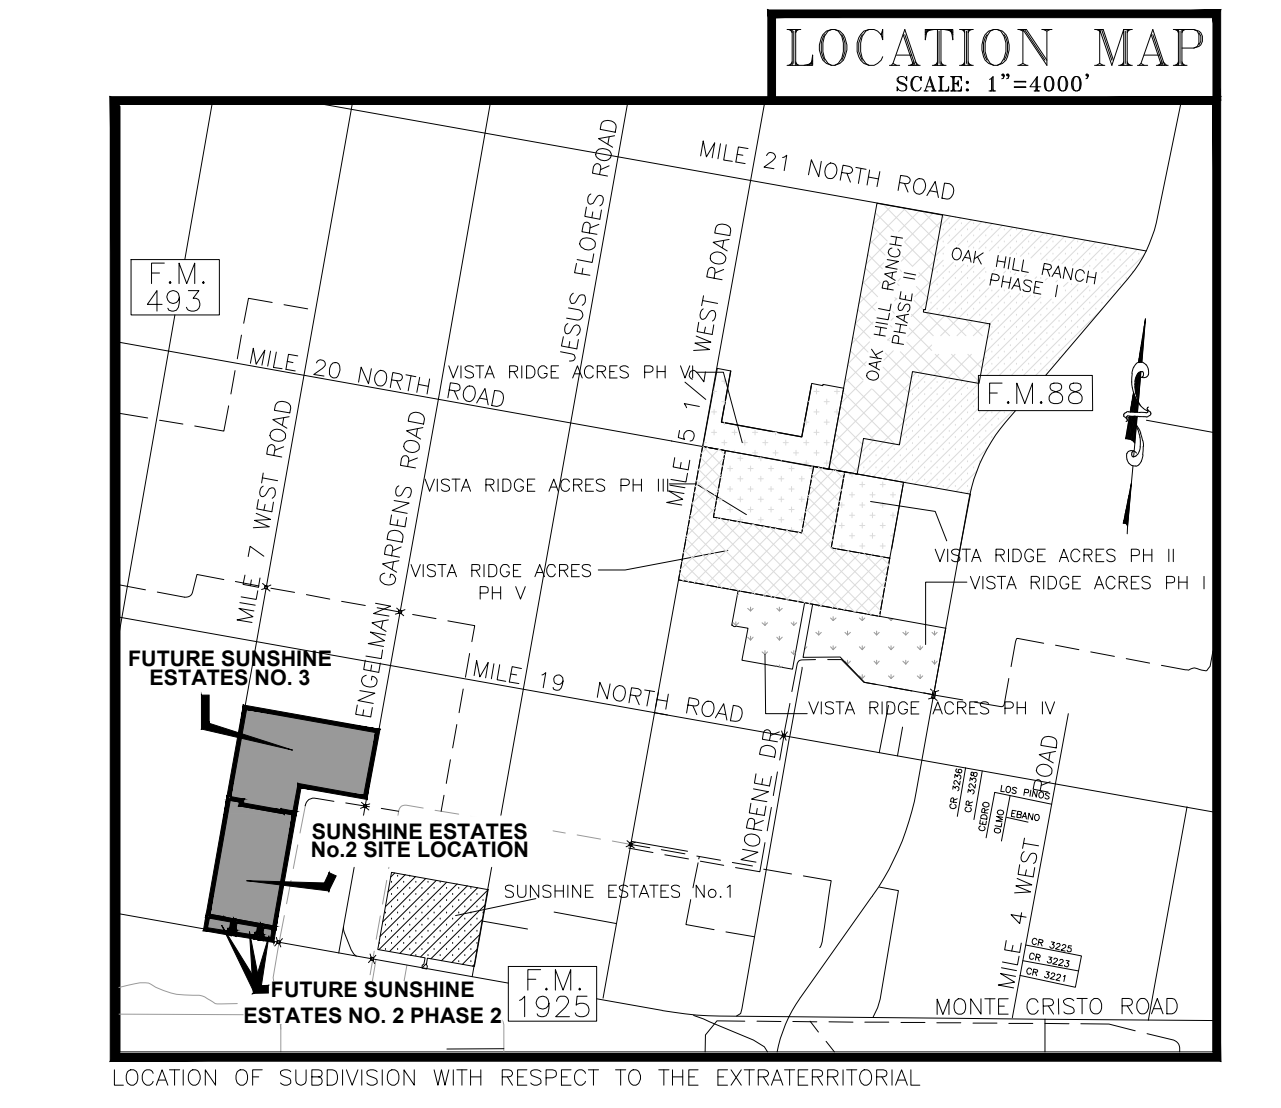 LOCATION MAP
SCALE: 1"=4000'
MILE 21 NORTH ROAD
JESUS FLORES ROAD
F.M.
493
OAK HILL RANCH
PHASE I
OAK HILL RANCH
PHASE II
MILE 5 1/2 WEST ROAD
MILE 20 NORTH ROAD
VISTA RIDGE ACRES PH VI
F.M.88
MILE 7 WEST ROAD
ENGELMAN GARDENS ROAD
VISTA RIDGE ACRES PH III
VISTA RIDGE ACRES PH II
VISTA RIDGE ACRES
PH V
VISTA RIDGE ACRES PH I
FUTURE SUNSHINE
ESTATES NO. 3
MILE 19 NORTH ROAD
VISTA RIDGE ACRES PH IV
NORENE DR.
MILE 4 WEST ROAD
CR 3236
CR 3238
CEDRO
OLMO
LOS PINOS
EBANO
SUNSHINE ESTATES
No.2 SITE LOCATION
SUNSHINE ESTATES No.1
CR 3225
CR 3223
CR 3221
F.M.
1925
MONTE CRISTO ROAD
FUTURE SUNSHINE
ESTATES NO. 2 PHASE 2
LOCATION OF SUBDIVISION WITH RESPECT TO THE EXTRATERRITORIAL